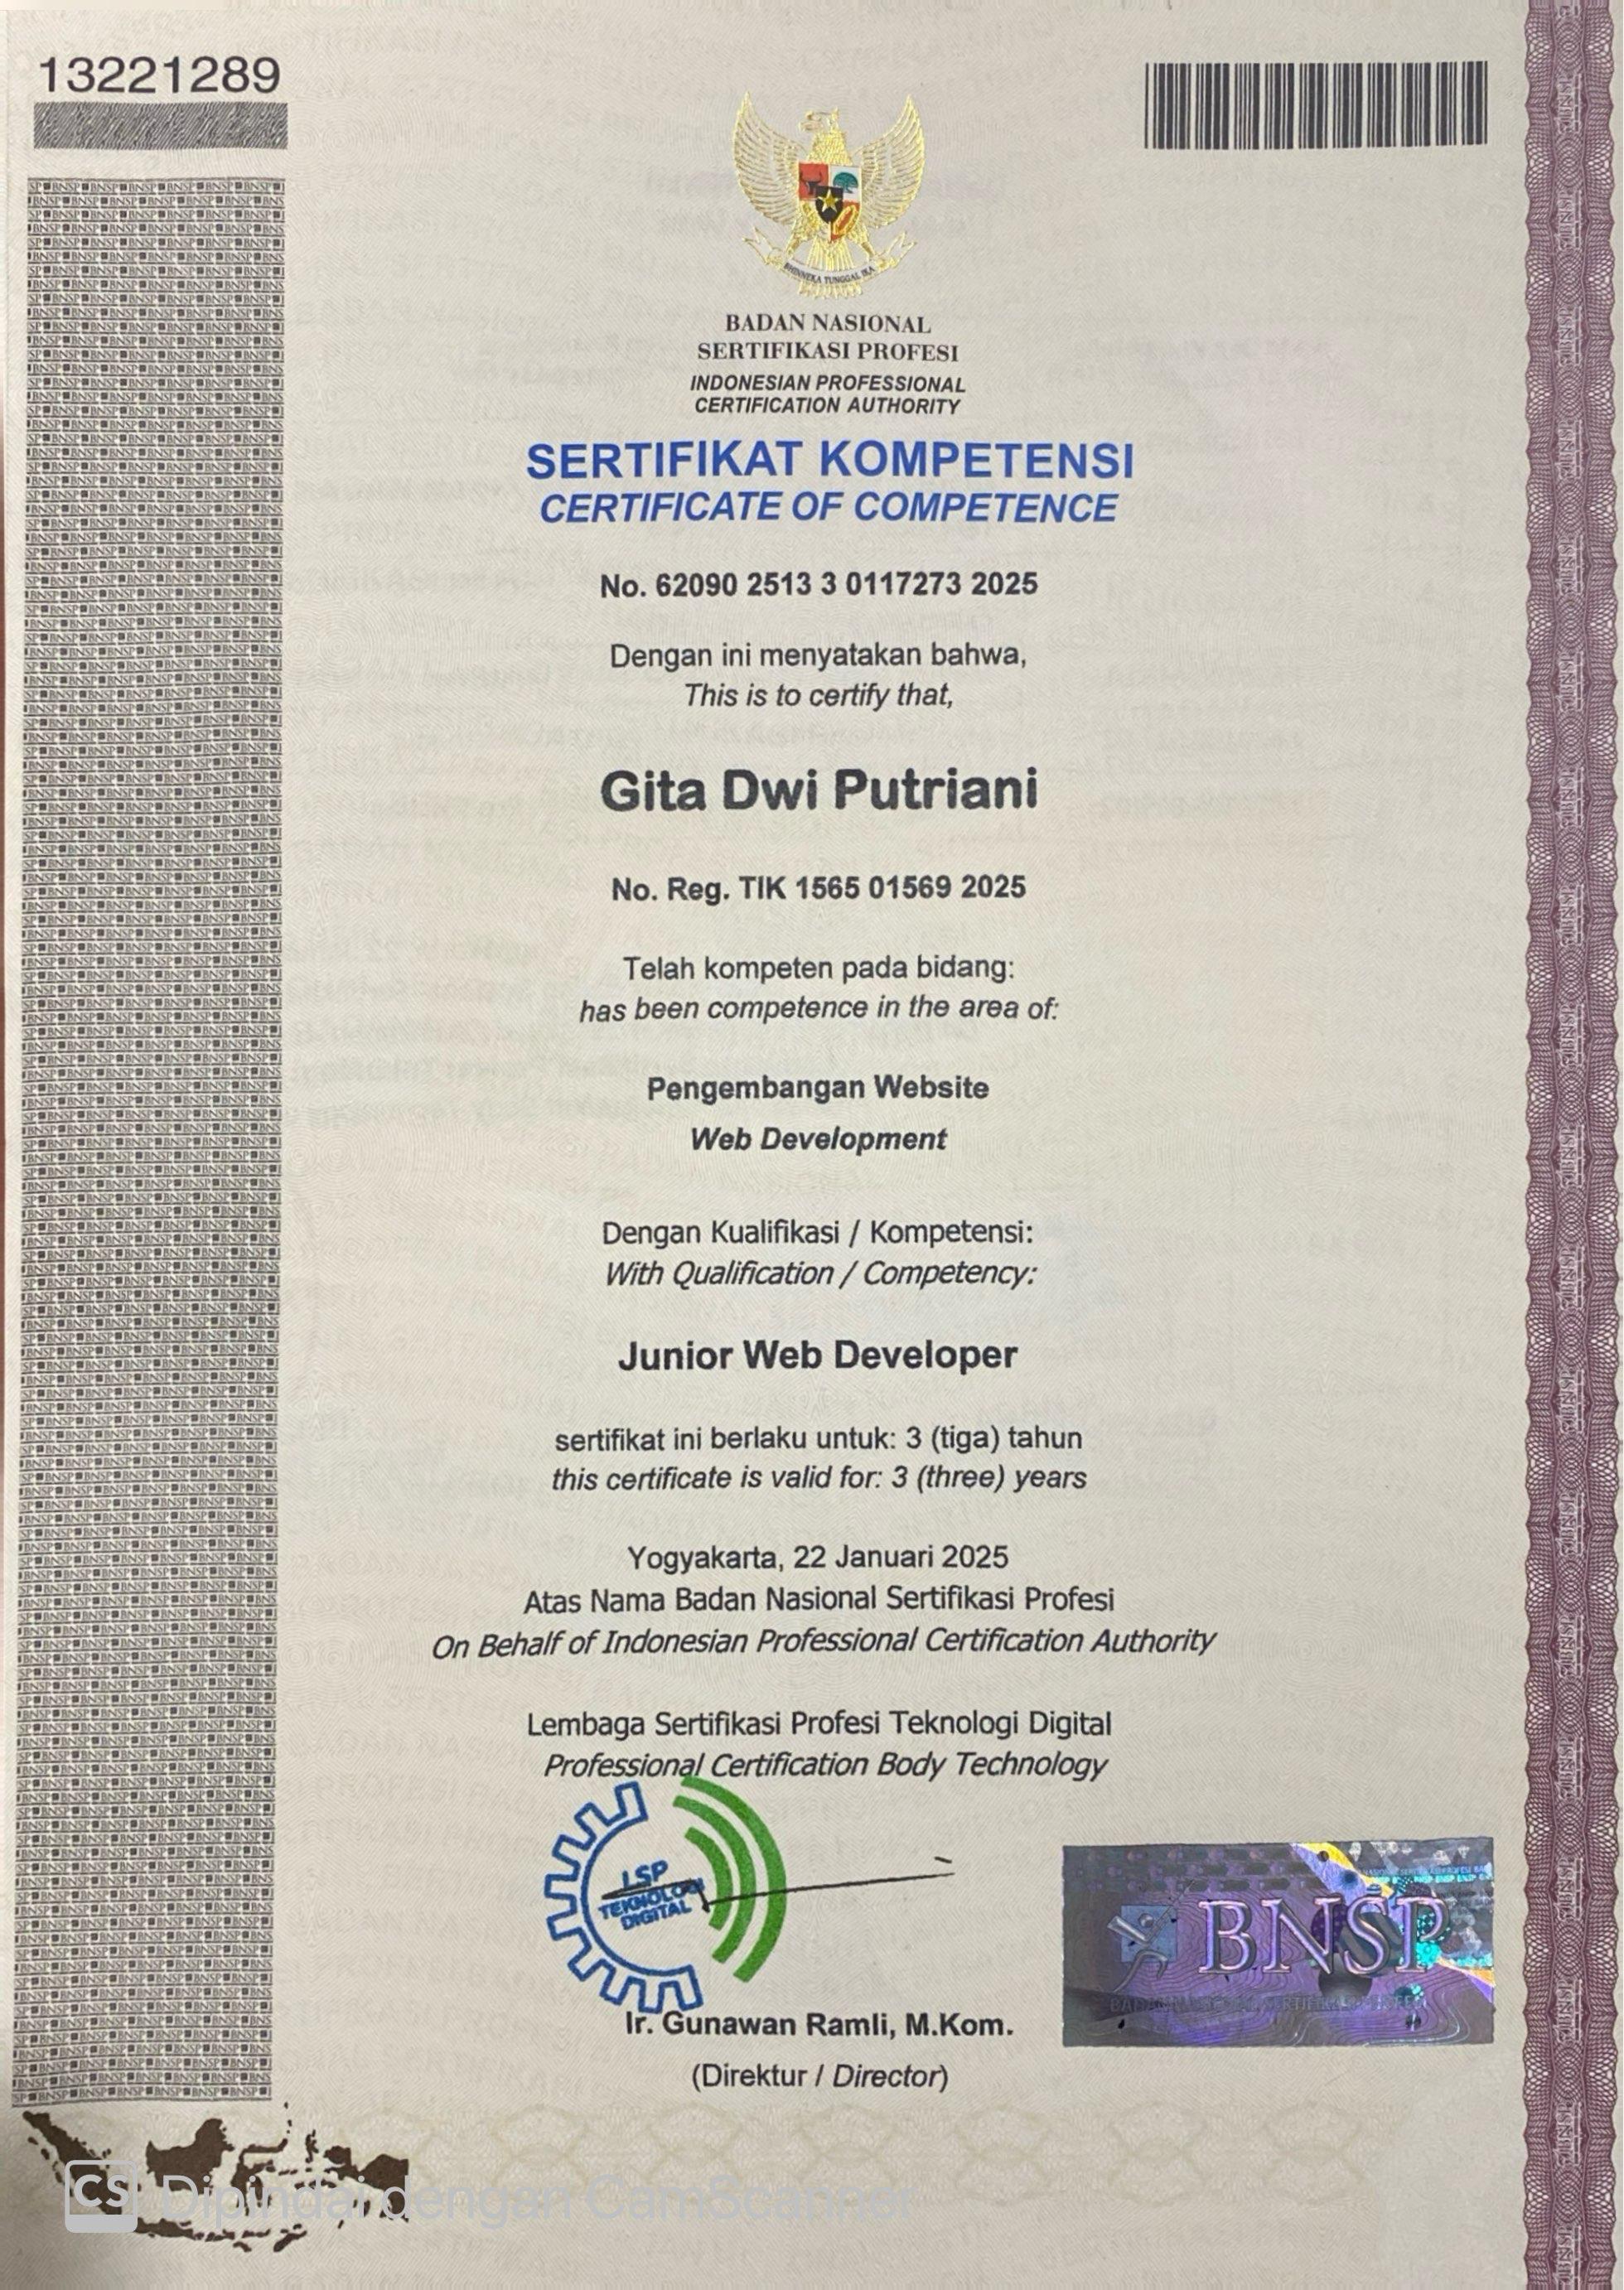 13221289
BHINNEKA TUNGGAL IKA
BADAN NASIONAL
SERTIFIKASI PROFESI
INDONESIAN PROFESSIONAL
CERTIFICATION AUTHORITY
SERTIFIKAT KOMPETENSI
CERTIFICATE OF COMPETENCE
No. 62090 2513 3 0117273 2025
Dengan ini menyatakan bahwa,
This is to certify that,
Gita Dwi Putriani
No. Reg. TIK 1565 01569 2025
Telah kompeten pada bidang:
has been competence in the area of:
Pengembangan Website
Web Development
Dengan Kualifikasi / Kompetensi:
With Qualification / Competency:
Junior Web Developer
sertifikat ini berlaku untuk: 3 (tiga) tahun
this certificate is valid for: 3 (three) years
Yogyakarta, 22 Januari 2025
Atas Nama Badan Nasional Sertifikasi Profesi
On Behalf of Indonesian Professional Certification Authority
Lembaga Sertifikasi Profesi Teknologi Digital
Professional Certification Body Technology
LSP
TEKNOLOGI
DIGITAL
BNSP
Ir. Gunawan Ramli, M.Kom.
(Direktur / Director)
CS Dipindai dengan CamScanner